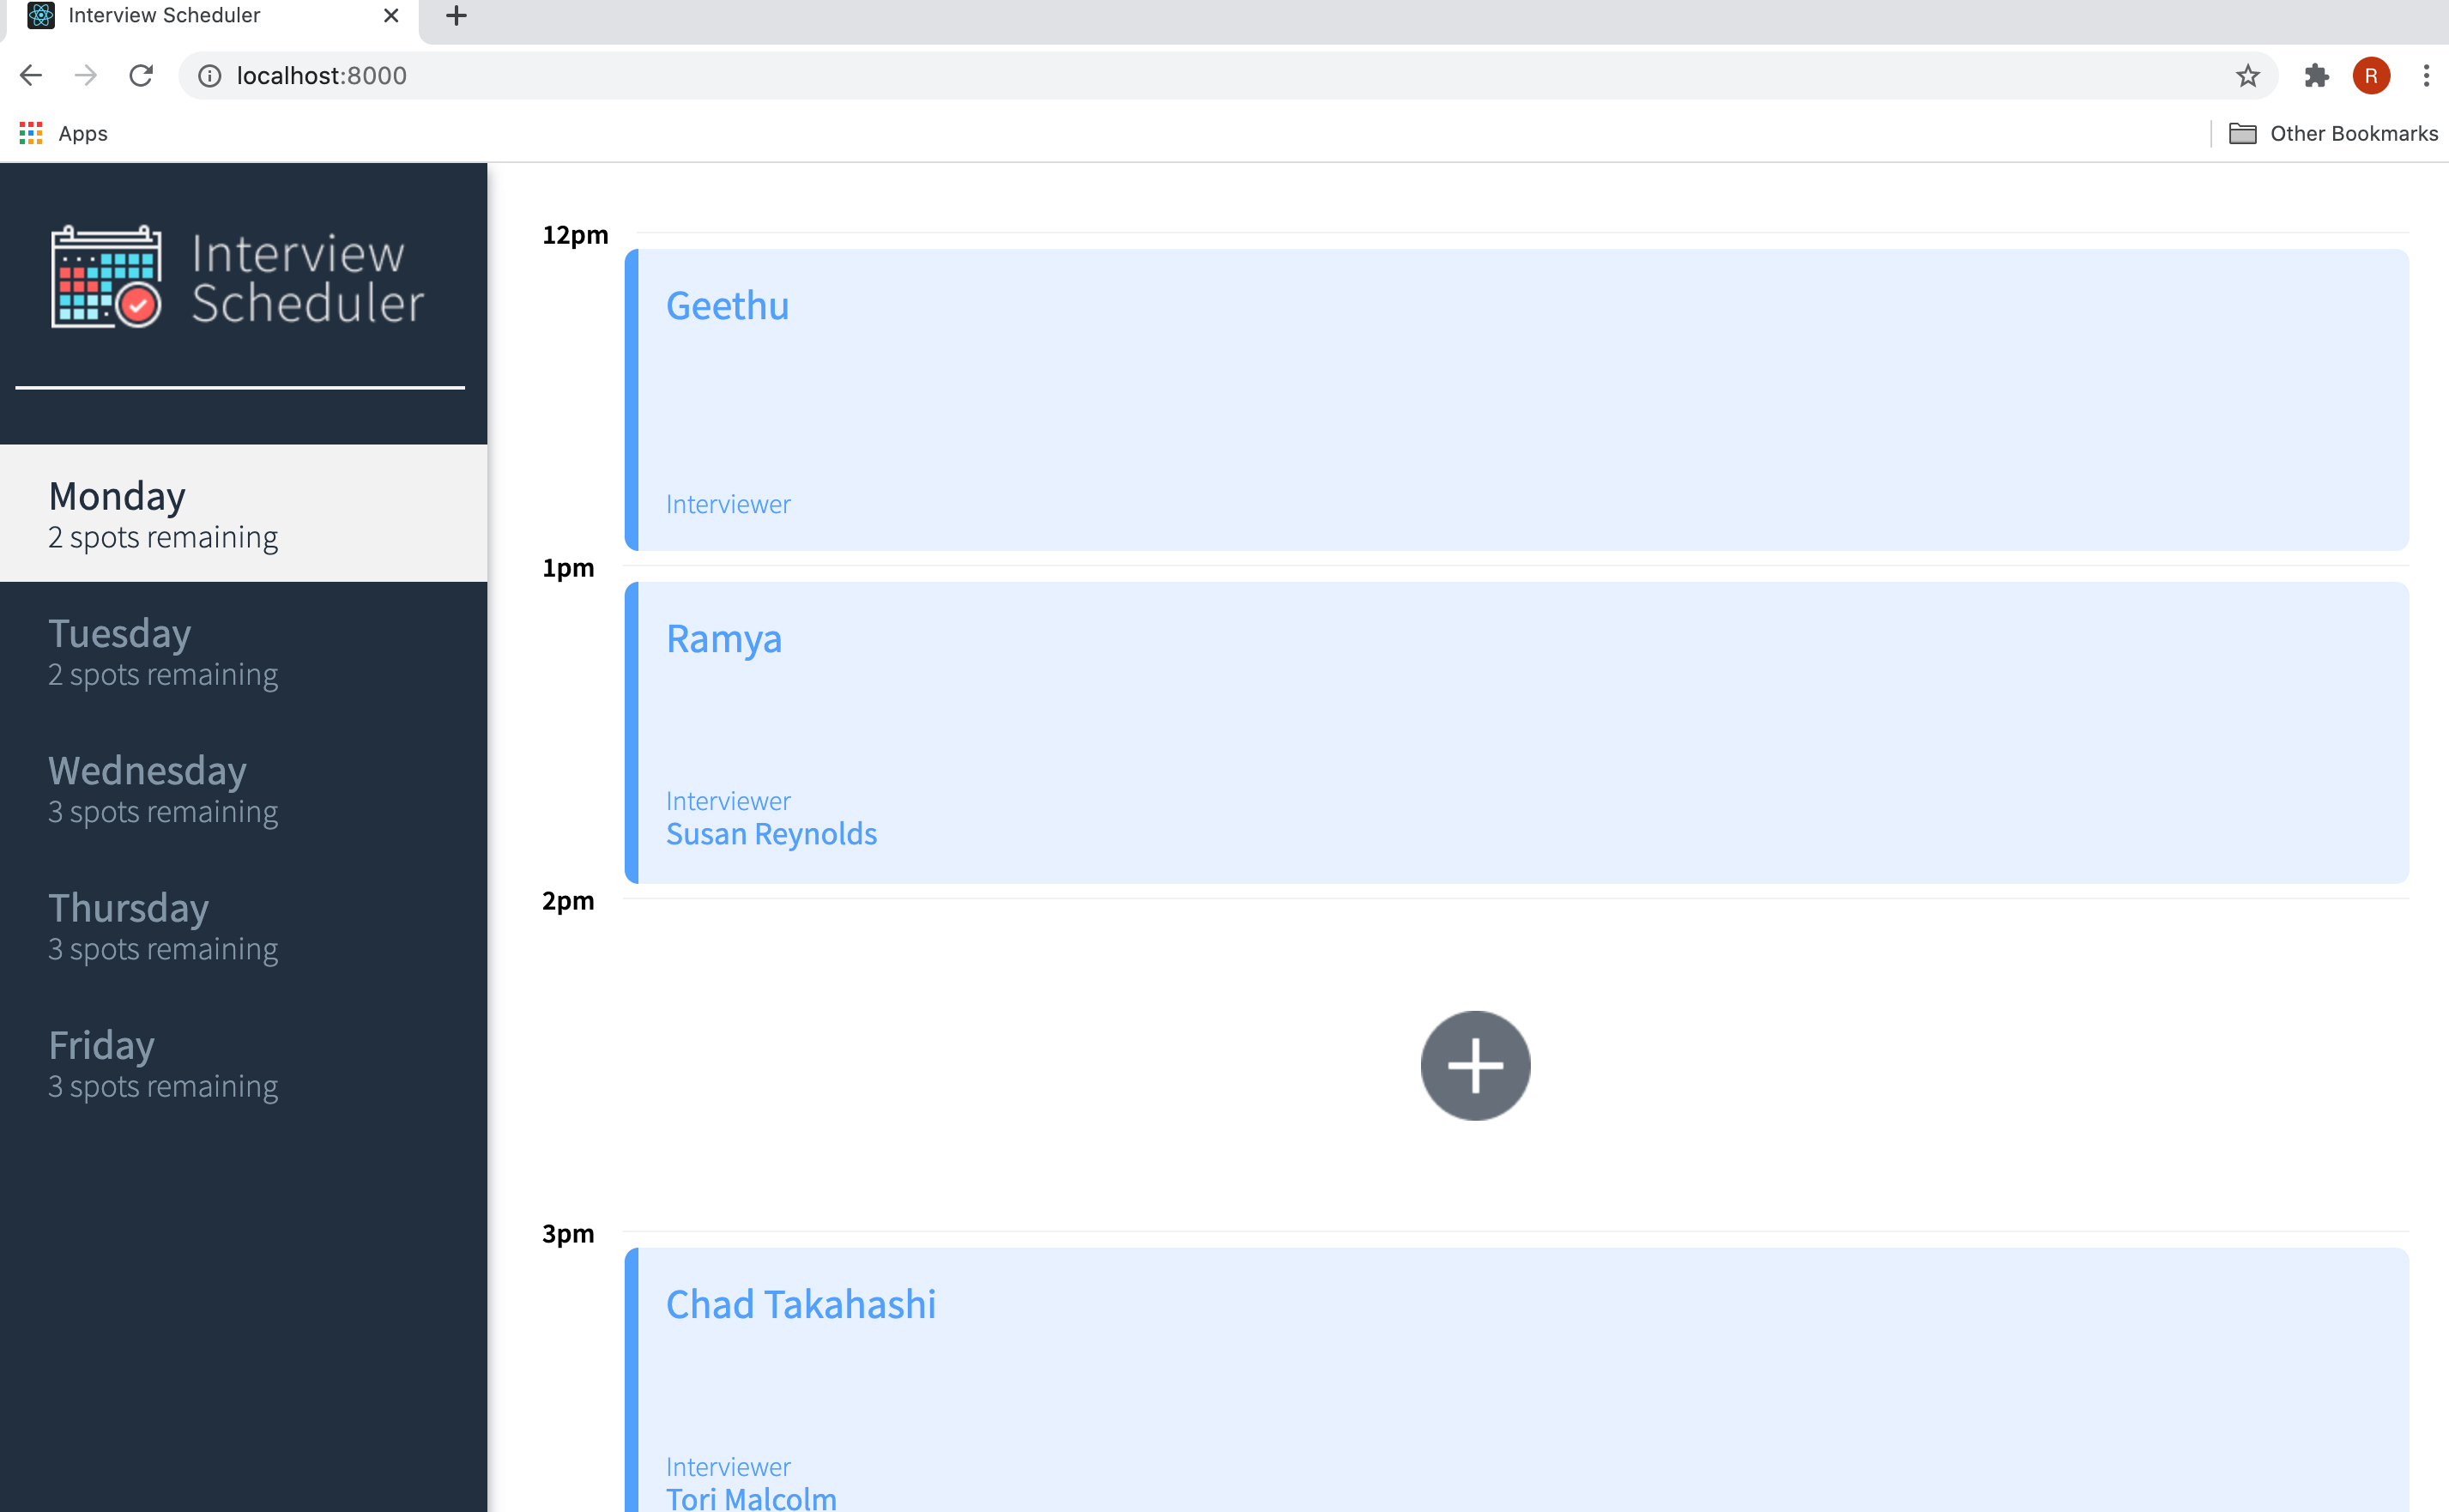 Interview Scheduler
localhost:8000
R
Apps
Other Bookmarks
Interview
Scheduler
Monday
2 spots remaining
Tuesday
2 spots remaining
Wednesday
3 spots remaining
Thursday
3 spots remaining
Friday
3 spots remaining
12pm
Geethu
Interviewer
1pm
Ramya
Interviewer
Susan Reynolds
2pm
3pm
Chad Takahashi
Interviewer
Tori Malcolm